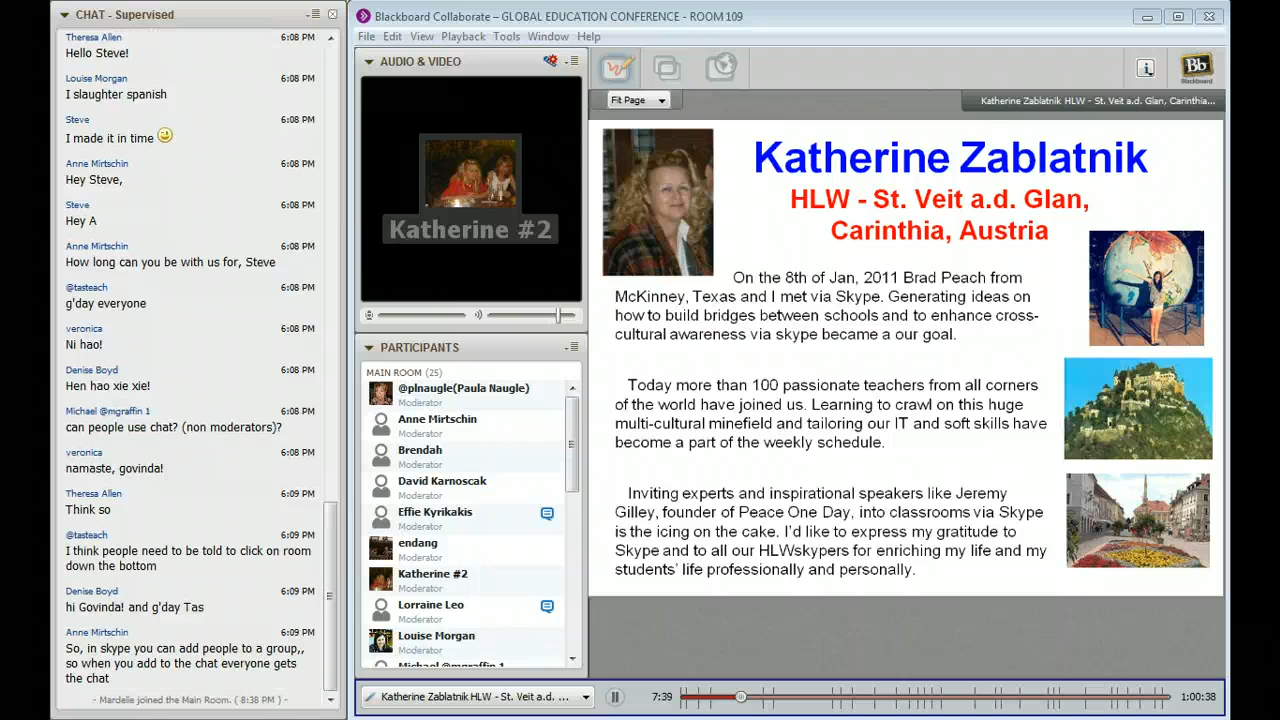 CHAT - Supervised
Theresa Allen 6:08 PM
Hello Steve!
Louise Morgan 6:08 PM
I slaughter spanish
Steve 6:08 PM
I made it in time
Anne Mirtschin 6:08 PM
Hey Steve,
Steve 6:08 PM
Hey A
Anne Mirtschin 6:08 PM
How long can you be with us for, Steve
@tasteach 6:08 PM
g'day everyone
veronica 6:08 PM
Ni hao!
Denise Boyd 6:08 PM
Hen hao xie xie!
Michael @mgraffin 1 6:08 PM
can people use chat? (non moderators)?
veronica 6:08 PM
namaste, govinda!
Theresa Allen 6:09 PM
Think so
@tasteach 6:09 PM
I think people need to be told to click on room
down the bottom
Denise Boyd 6:09 PM
hi Govinda! and g'day Tas
Anne Mirtschin 6:09 PM
So, in skype you can add people to a group,,
so when you add to the chat everyone gets
the chat
- Mardelle joined the Main Room. ( 8:38 PM ) -
Blackboard Collaborate – GLOBAL EDUCATION CONFERENCE - ROOM 109
File Edit View Playback Tools Window Help
AUDIO & VIDEO
Katherine #2
PARTICIPANTS
MAIN ROOM (25)
@plnaugle(Paula Naugle)
Moderator
Anne Mirtschin
Moderator
Brendah
Moderator
David Karnoscak
Moderator
Effie Kyrikakis
Moderator
endang
Moderator
Katherine #2
Moderator
Lorraine Leo
Moderator
Louise Morgan
Moderator
Michael @mgraffin 1
Bb
Blackboard
Fit Page
Katherine Zablatnik HLW - St. Veit a.d. Glan, Carinthia...
Katherine Zablatnik
HLW - St. Veit a.d. Glan,
Carinthia, Austria
On the 8th of Jan, 2011 Brad Peach from
McKinney, Texas and I met via Skype. Generating ideas on
how to build bridges between schools and to enhance cross-
cultural awareness via skype became a our goal.
Today more than 100 passionate teachers from all corners
of the world have joined us. Learning to crawl on this huge
multi-cultural minefield and tailoring our IT and soft skills have
become a part of the weekly schedule.
Inviting experts and inspirational speakers like Jeremy
Gilley, founder of Peace One Day, into classrooms via Skype
is the icing on the cake. I'd like to express my gratitude to
Skype and to all our HLWskypers for enriching my life and my
students' life professionally and personally.
Katherine Zablatnik HLW - St. Veit a.d. ...
7:39
1:00:38